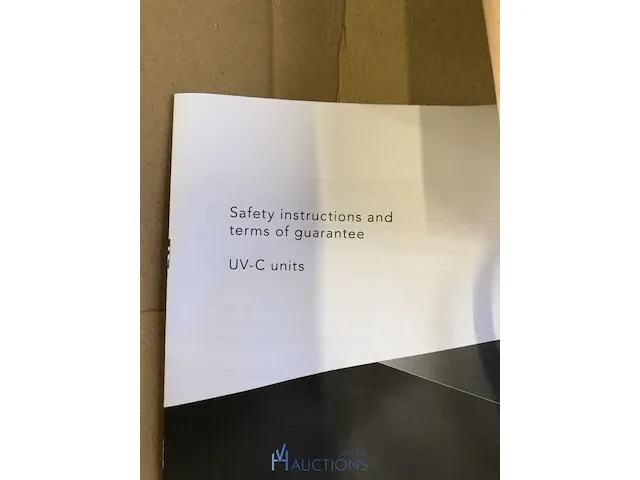 Safety instructions and
terms of guarantee
UV-C units
AUCTIONS